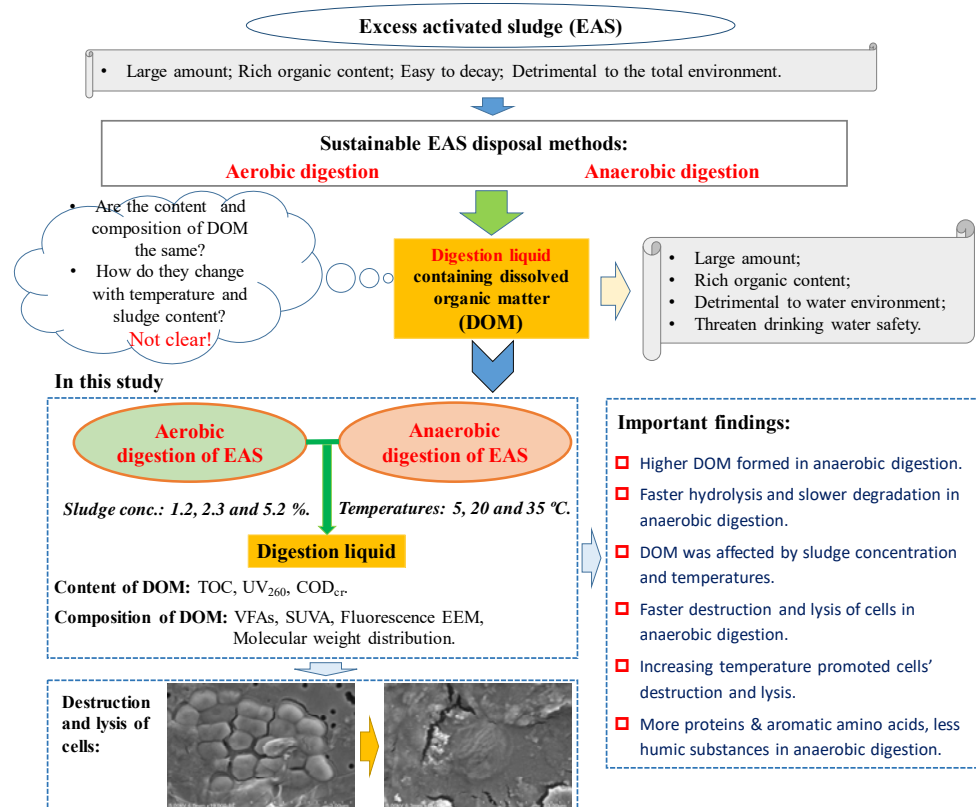 Excess activated sludge (EAS)
• Large amount; Rich organic content; Easy to decay; Detrimental to the total environment.
Sustainable EAS disposal methods:
Aerobic digestion Anaerobic digestion
• Are the content and
composition of DOM
the same?
• How do they change
with temperature and
sludge content?
Not clear!
Digestion liquid
containing dissolved
organic matter
(DOM)
• Large amount;
• Rich organic content;
• Detrimental to water environment;
• Threaten drinking water safety.
In this study
Aerobic
digestion of EAS
Anaerobic
digestion of EAS
Sludge conc.: 1.2, 2.3 and 5.2 %.
Temperatures: 5, 20 and 35 ºC.
Digestion liquid
Content of DOM: TOC, UV260, CODcr.
Composition of DOM: VFAs, SUVA, Fluorescence EEM,
Molecular weight distribution.
Destruction
and lysis of
cells:
Important findings:
Higher DOM formed in anaerobic digestion.
Faster hydrolysis and slower degradation in
anaerobic digestion.
DOM was affected by sludge concentration
and temperatures.
Faster destruction and lysis of cells in
anaerobic digestion.
Increasing temperature promoted cells'
destruction and lysis.
More proteins & aromatic amino acids, less
humic substances in anaerobic digestion.